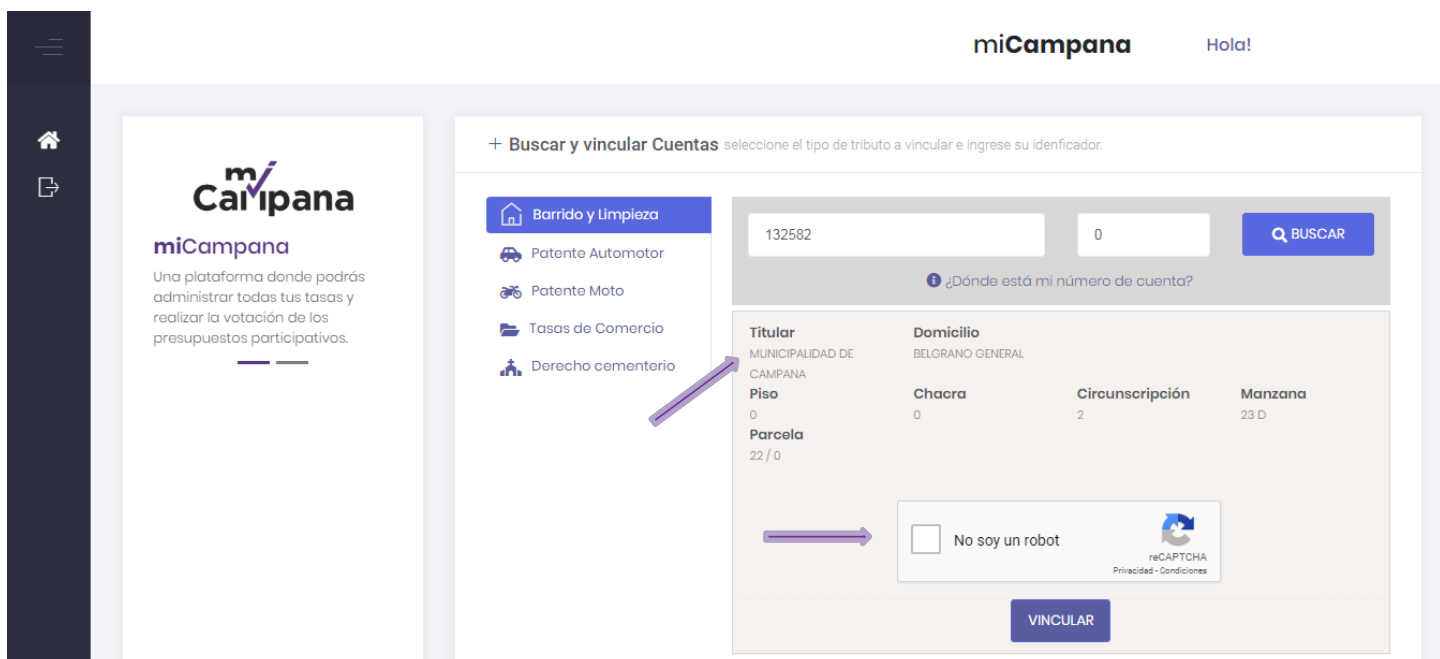 miCampana Hola!
mi
Campana
miCampana
Una plataforma donde podrás
administrar todas tus tasas y
realizar la votación de los
presupuestos participativos.
+ Buscar y vincular Cuentas seleccione el tipo de tributo a vincular e ingrese su idenficador.
Barrido y Limpieza
Patente Automotor
Patente Moto
Tasas de Comercio
Derecho cementerio
132582 0 BUSCAR
¿Dónde está mi número de cuenta?
Titular Domicilio
MUNICIPALIDAD DE BELGRANO GENERAL
CAMPANA
Piso Chacra Circunscripción Manzana
0 0 2 23 D
Parcela
22 / 0
No soy un robot
reCAPTCHA
Privacidad - Condiciones
VINCULAR